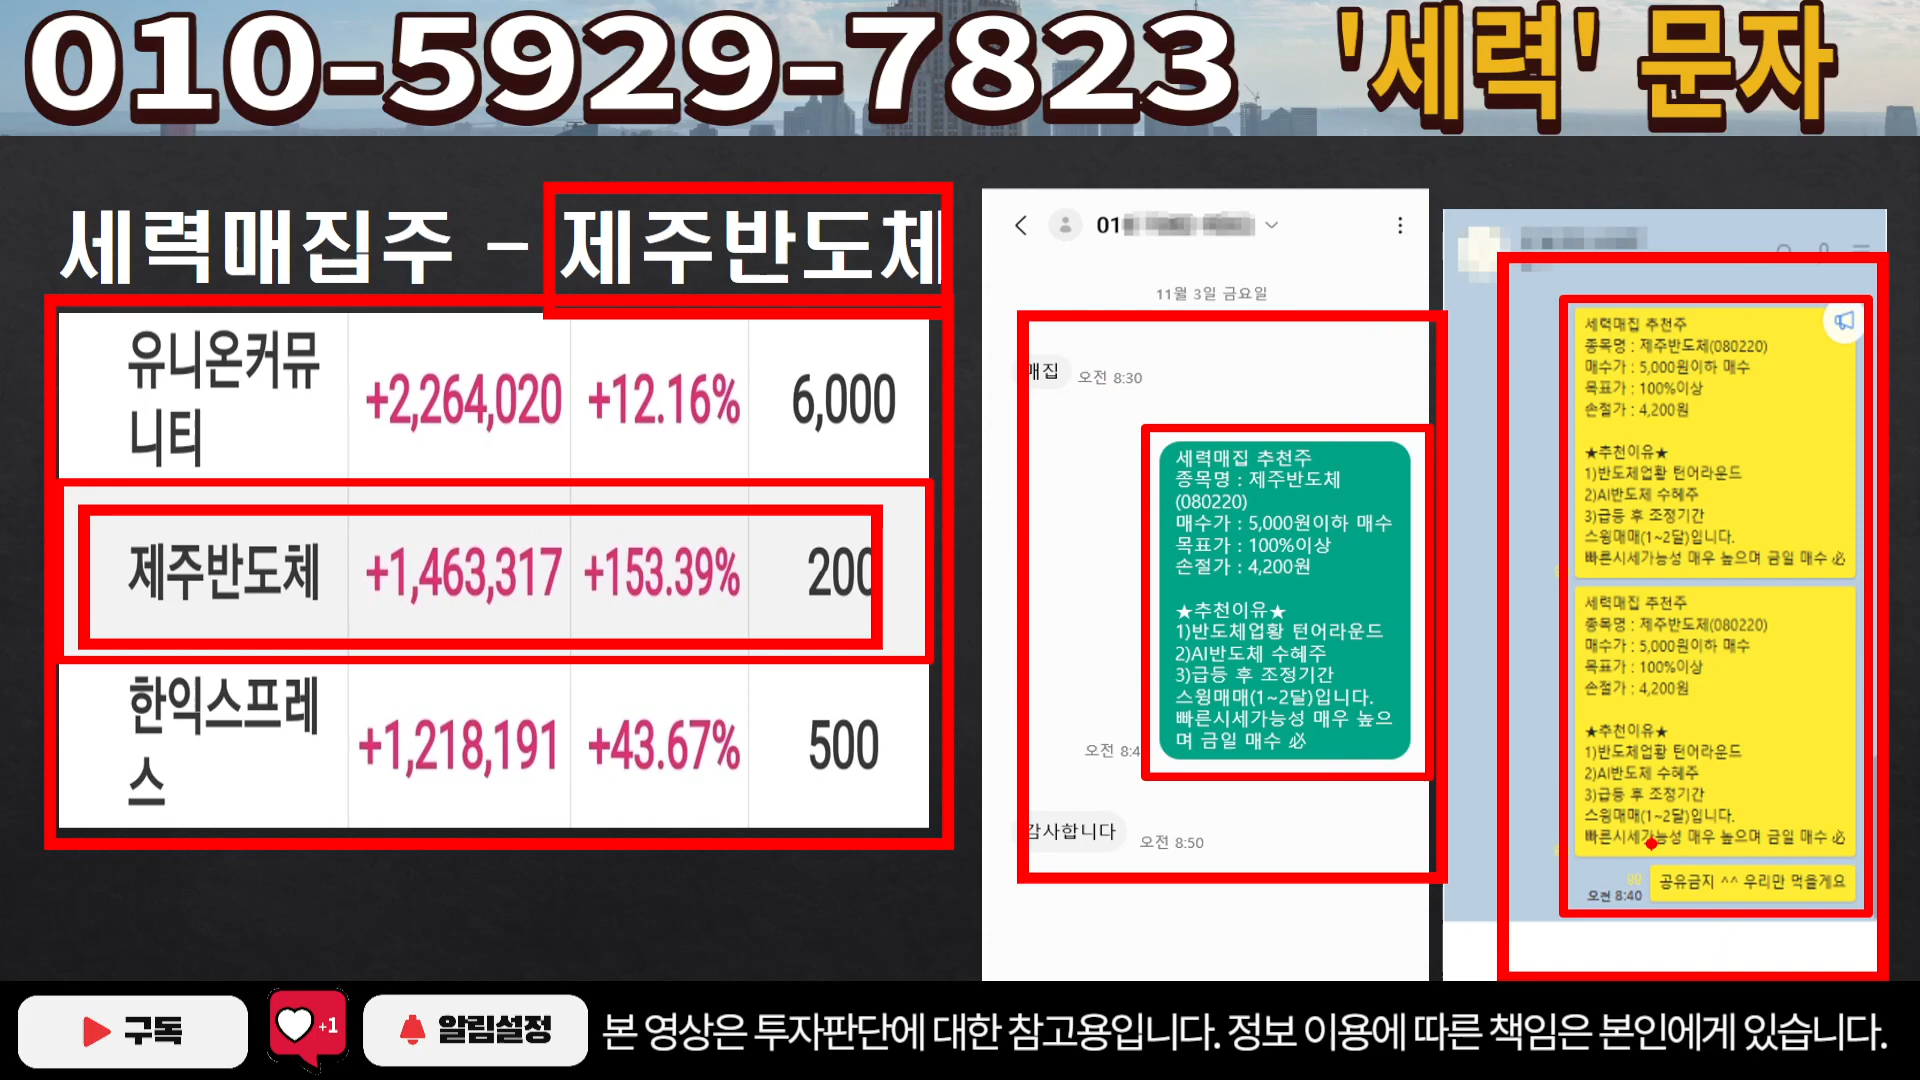 010-5929-7823 '세력' 문자
세력매집주 - 제주반도체
유니온커뮤
니티
+2,264,020 +12.16% 6,000
제주반도체 +1,463,317 +153.39% 200
한익스프레
스
+1,218,191 +43.67% 500
01
11월 3일 금요일
매집 오전 8:30
세력매집 추천주
종목명 : 제주반도체
(080220)
매수가 : 5,000원이하 매수
목표가 : 100%이상
손절가 : 4,200원
★추천이유★
1)반도체업황 턴어라운드
2)AI반도체 수혜주
3)급등 후 조정기간
스윙매매(1~2달)입니다.
빠른시세가능성 매우 높으
며 금일 매수 必
오전 8:4
감사합니다 오전 8:50
세력매집 추천주
종목명 : 제주반도체(080220)
매수가 : 5,000원이하 매수
목표가 : 100%이상
손절가 : 4,200원
★추천이유★
1)반도체업황 턴어라운드
2)AI반도체 수혜주
3)급등 후 조정기간
스윙매매(1~2달)입니다.
빠른시세가능성 매우 높으며 금일 매수 必
세력매집 추천주
종목명 : 제주반도체(080220)
매수가 : 5,000원이하 매수
목표가 : 100%이상
손절가 : 4,200원
★추천이유★
1)반도체업황 턴어라운드
2)AI반도체 수혜주
3)급등 후 조정기간
스윙매매(1~2달)입니다.
빠른시세가능성 매우 높으며 금일 매수 必
오전 8:40 공유금지 ^^ 우리만 먹을게요
구독 +1 알림설정 본 영상은 투자판단에 대한 참고용입니다. 정보 이용에 따른 책임은 본인에게 있습니다.